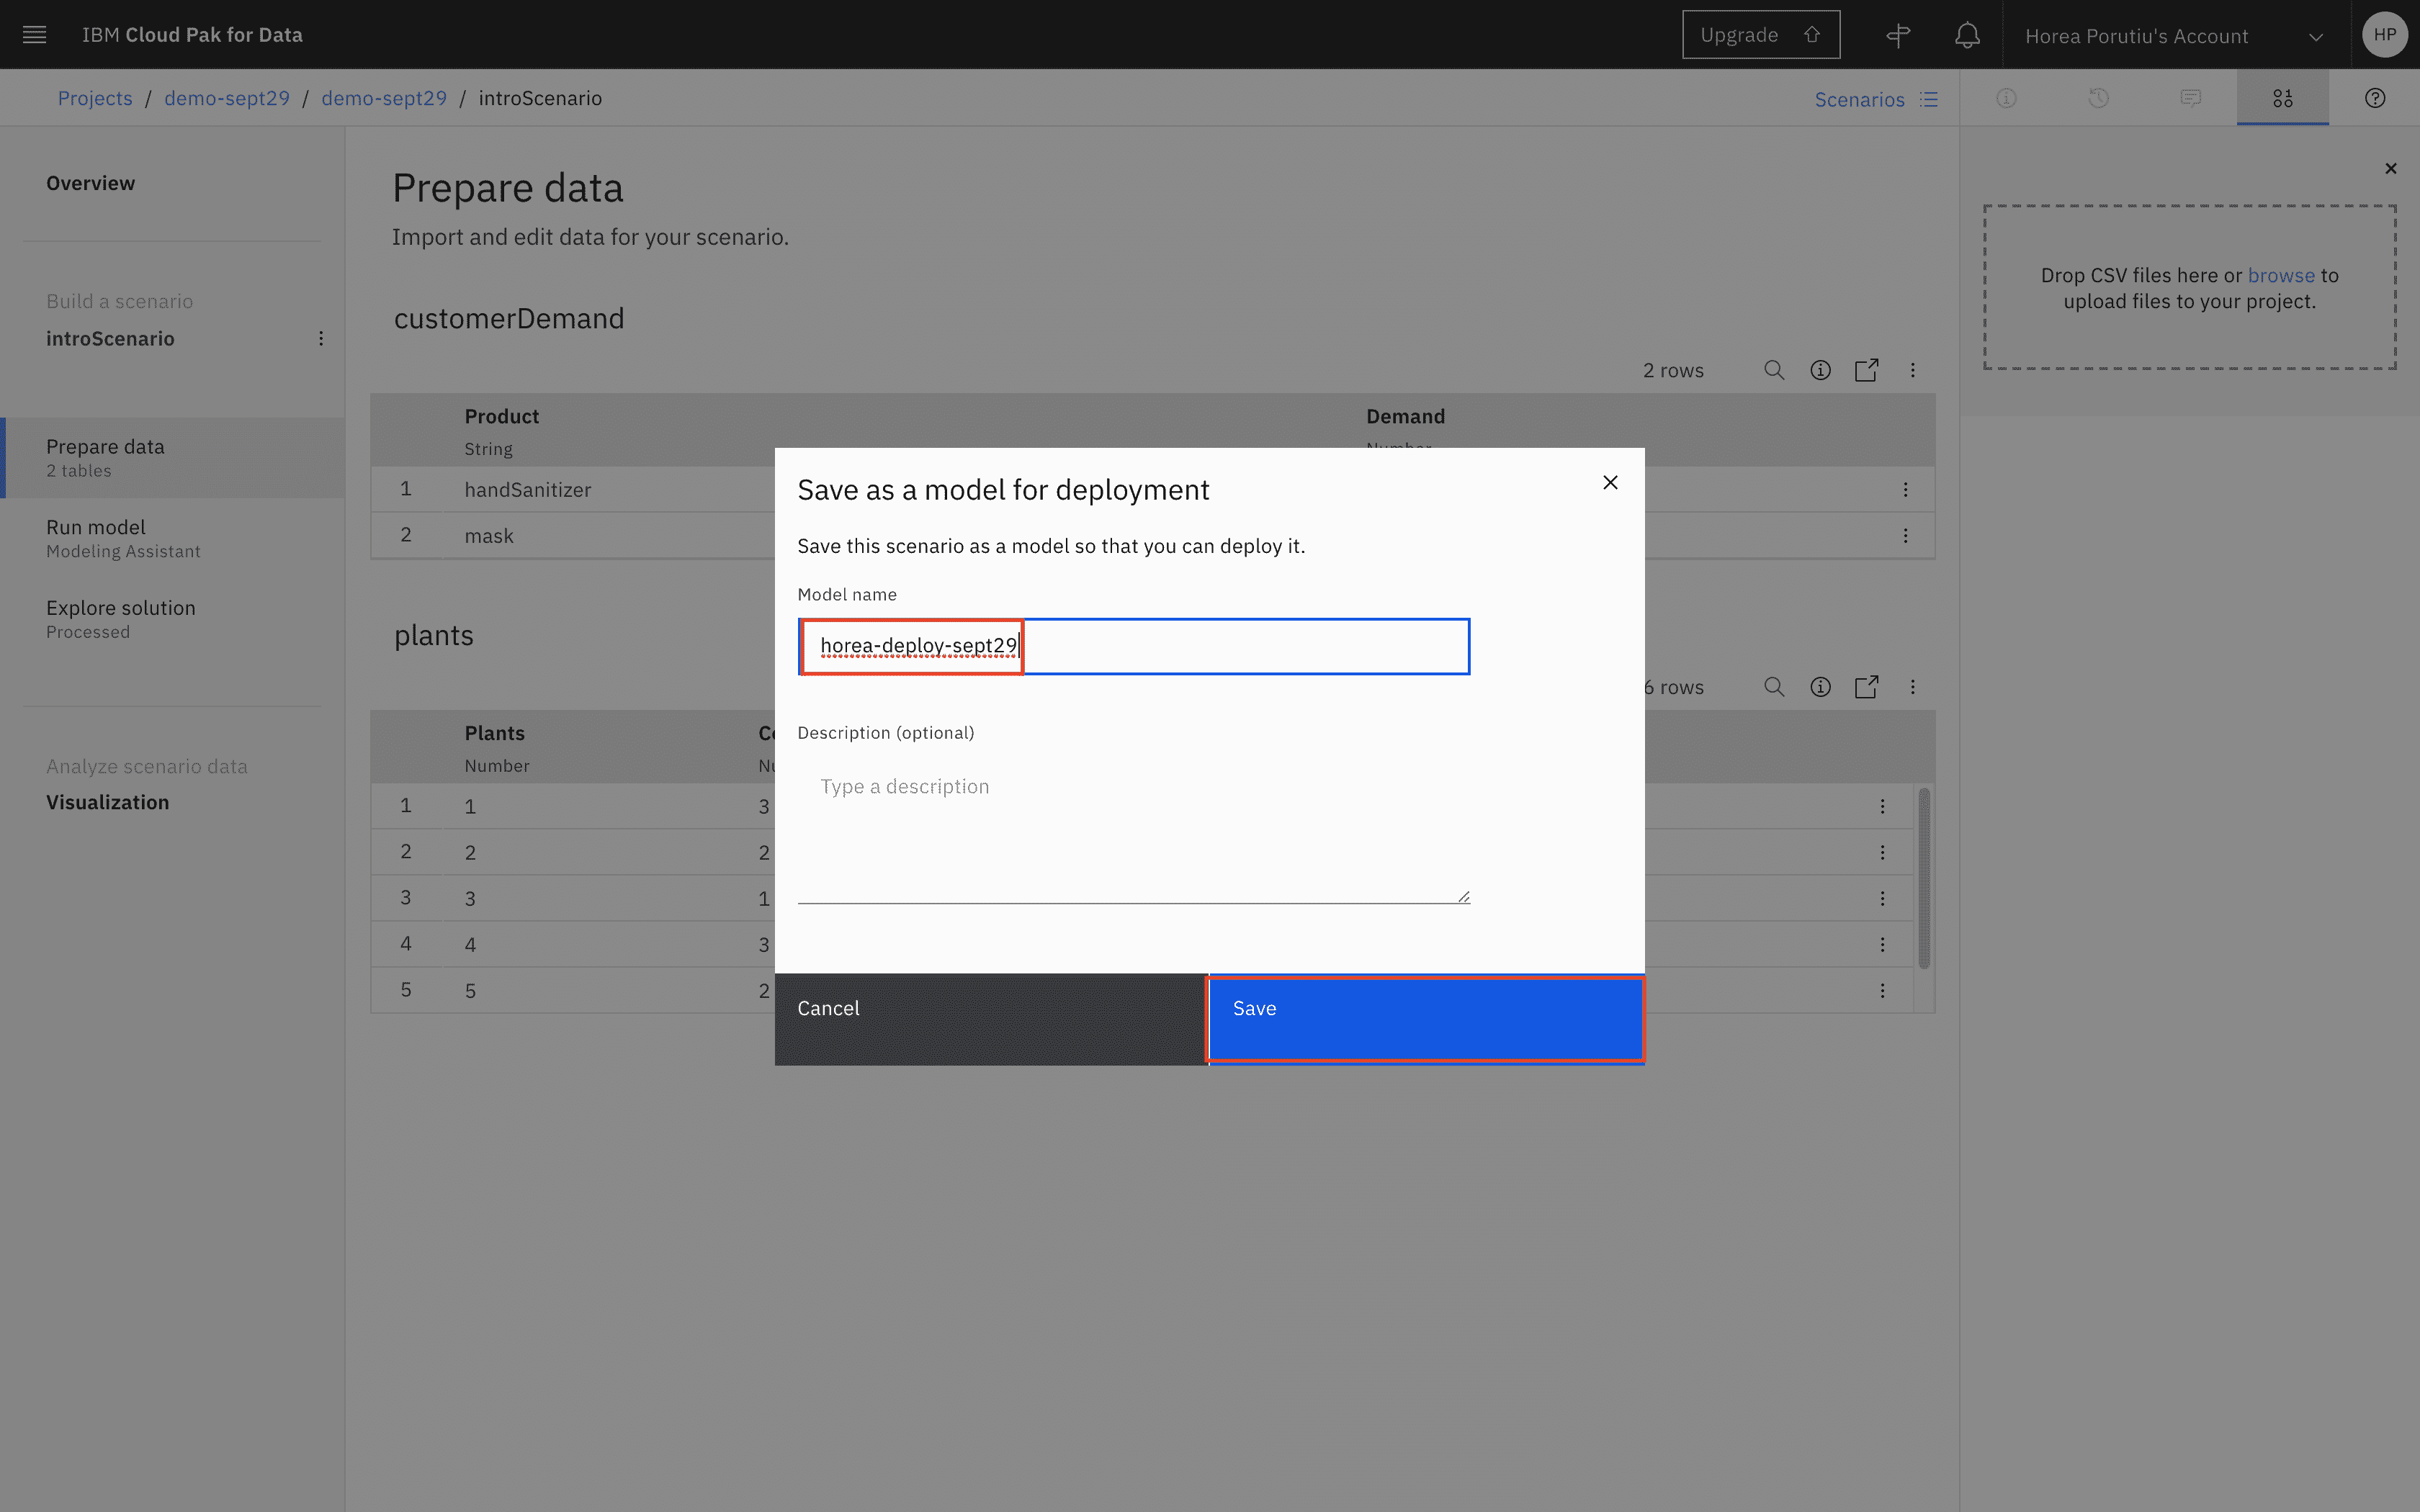 IBM Cloud Pak for Data
Upgrade
Horea Porutiu's Account
HP
Projects / demo-sept29 / demo-sept29 / introScenario
Scenarios
Overview
Build a scenario
introScenario
Prepare data
2 tables
Run model
Modeling Assistant
Explore solution
Processed
Analyze scenario data
Visualization
Prepare data
Import and edit data for your scenario.
customerDemand
2 rows
Product
Demand
String
Number
1 handSanitizer
2 mask
plants
6 rows
Plants
Number
1 1 3
2 2 2
3 3 1
4 4 3
5 5 2
Save as a model for deployment
Save this scenario as a model so that you can deploy it.
Model name
horea-deploy-sept29
Description (optional)
Type a description
Cancel
Save
Drop CSV files here or browse to
upload files to your project.